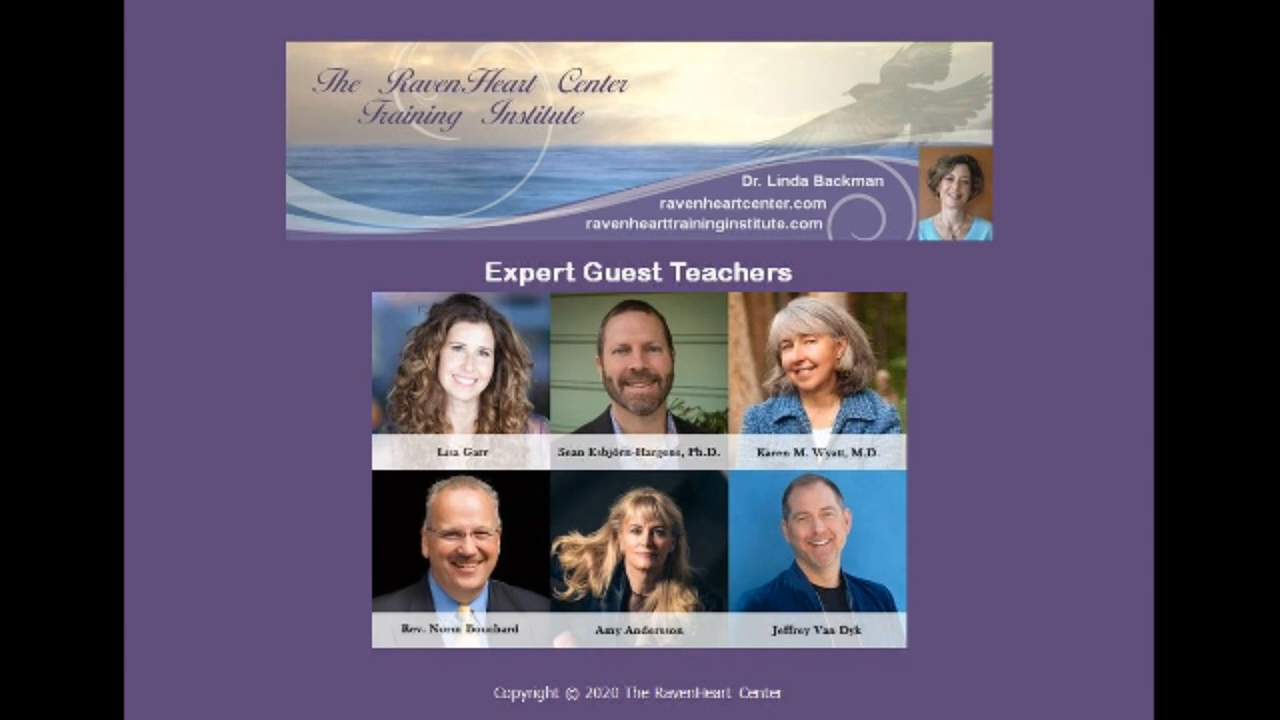 The RavenHeart Center
Training Institute
Dr. Linda Backman
ravenheartcenter.com
ravenhearttraininginstitute.com
Expert Guest Teachers
Lisa Garr
Sean Esbjörn-Hargens, Ph.D.
Karen M. Wyatt, M.D.
Rev. Norm Bouchard
Amy Anderson
Jeffrey Van Dyk
Copyright © 2020 The RavenHeart Center